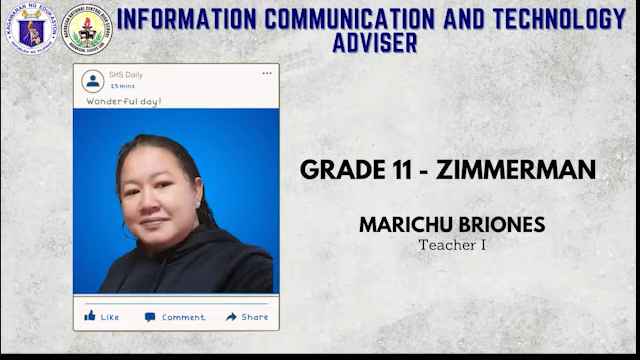 INFORMATION COMMUNICATION AND TECHNOLOGY
ADVISER
SHS Daily
15 mins
Wonderful day!
GRADE 11 - ZIMMERMAN
MARICHU BRIONES
Teacher I
Like
Comment
Share